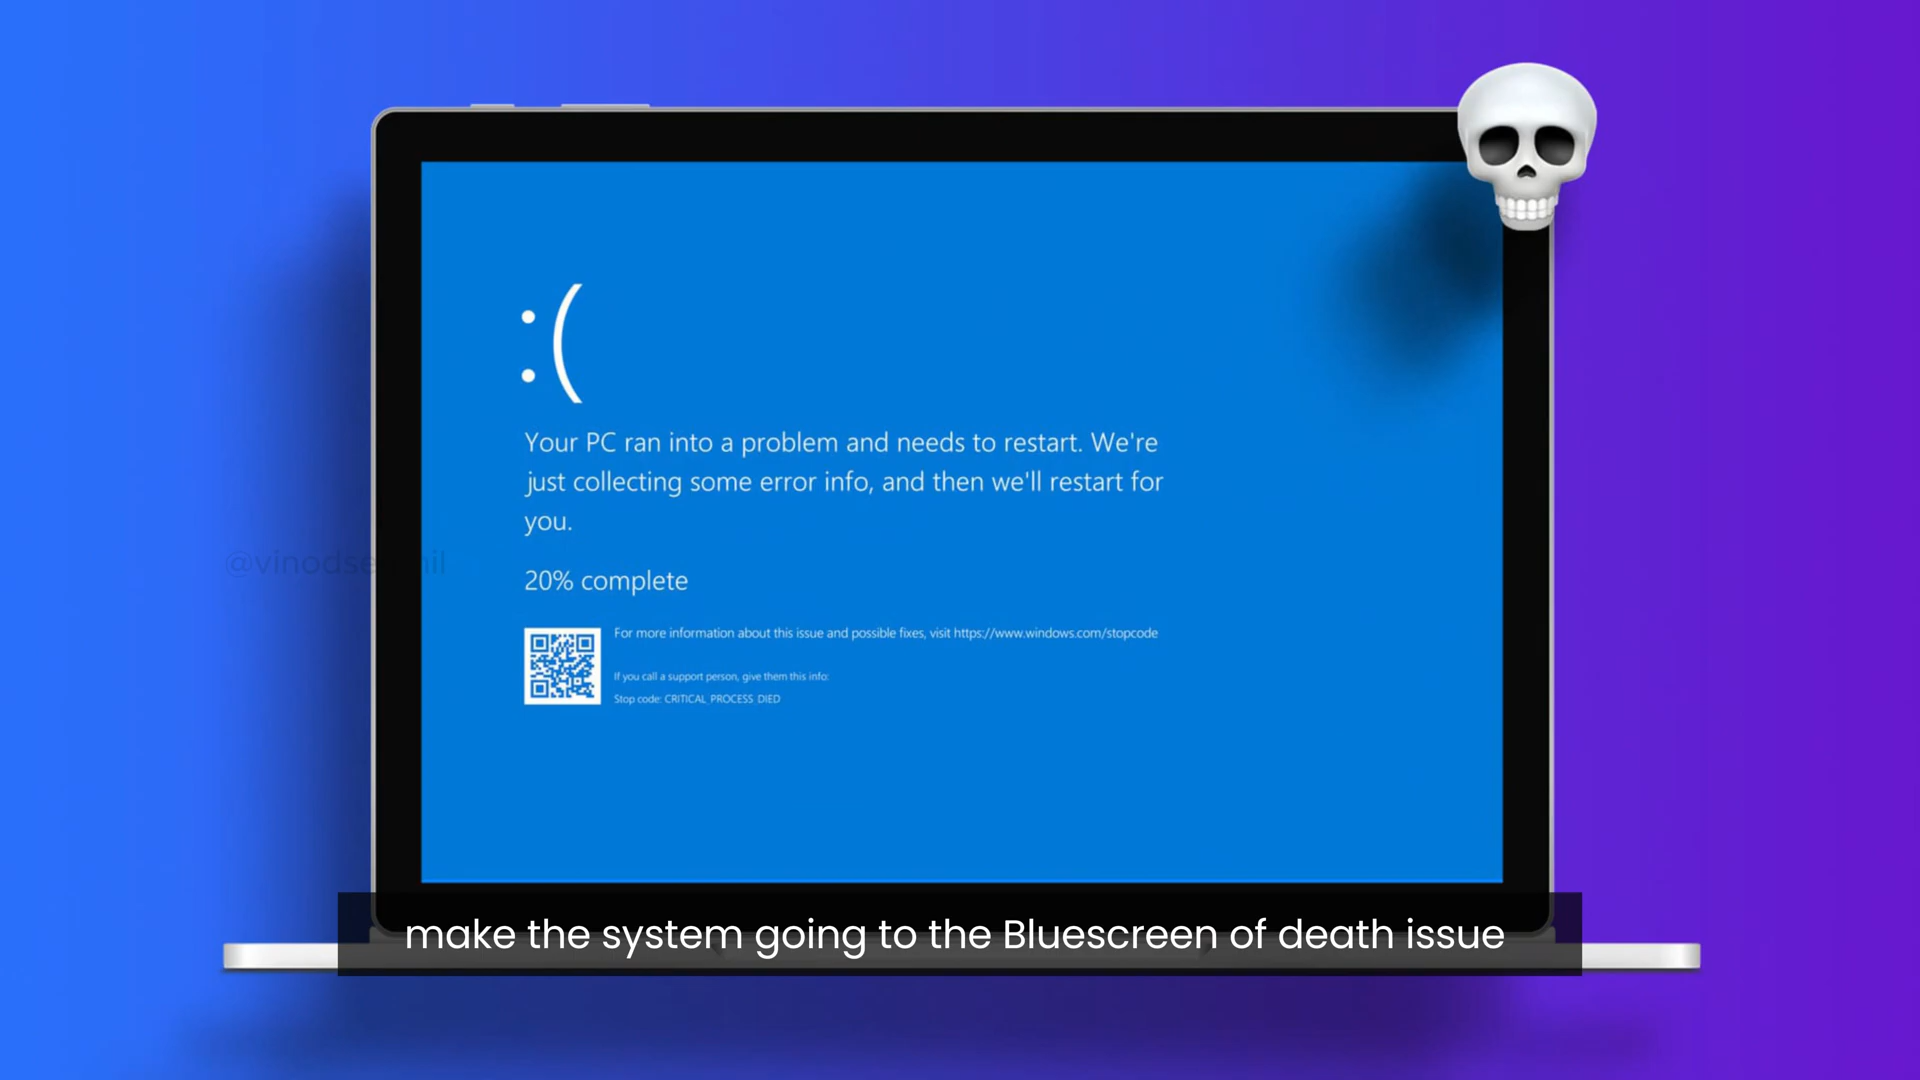 :(
Your PC ran into a problem and needs to restart. We're
just collecting some error info, and then we'll restart for
you.
20% complete
For more information about this issue and possible fixes, visit https://www.windows.com/stopcode
If you call a support person, give them this info:
Stop code: CRITICAL_PROCESS_DIED
make the system going to the Bluescreen of death issue